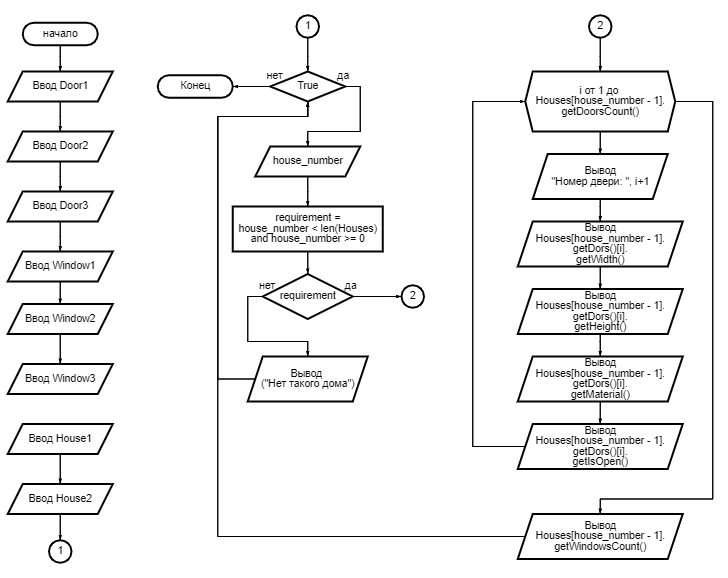 начало
Ввод Door1
Ввод Door2
Ввод Door3
Ввод Window1
Ввод Window2
Ввод Window3
Ввод House1
Ввод House2
1
1
нет
True
да
Конец
house_number
requirement =
house_number < len(Houses)
and house_number >= 0
нет
requirement
да
2
Вывод
("Нет такого дома")
2
i от 1 до
Houses[house_number - 1].
getDoorsCount()
Вывод
"Номер двери: ", i+1
Вывод
Houses[house_number - 1].
getDors()[i].
getWidth()
Вывод
Houses[house_number - 1].
getDors()[i].
getHeight()
Вывод
Houses[house_number - 1].
getDors()[i].
getMaterial()
Вывод
Houses[house_number - 1].
getDors()[i].
getIsOpen()
Вывод
Houses[house_number - 1].
getWindowsCount()